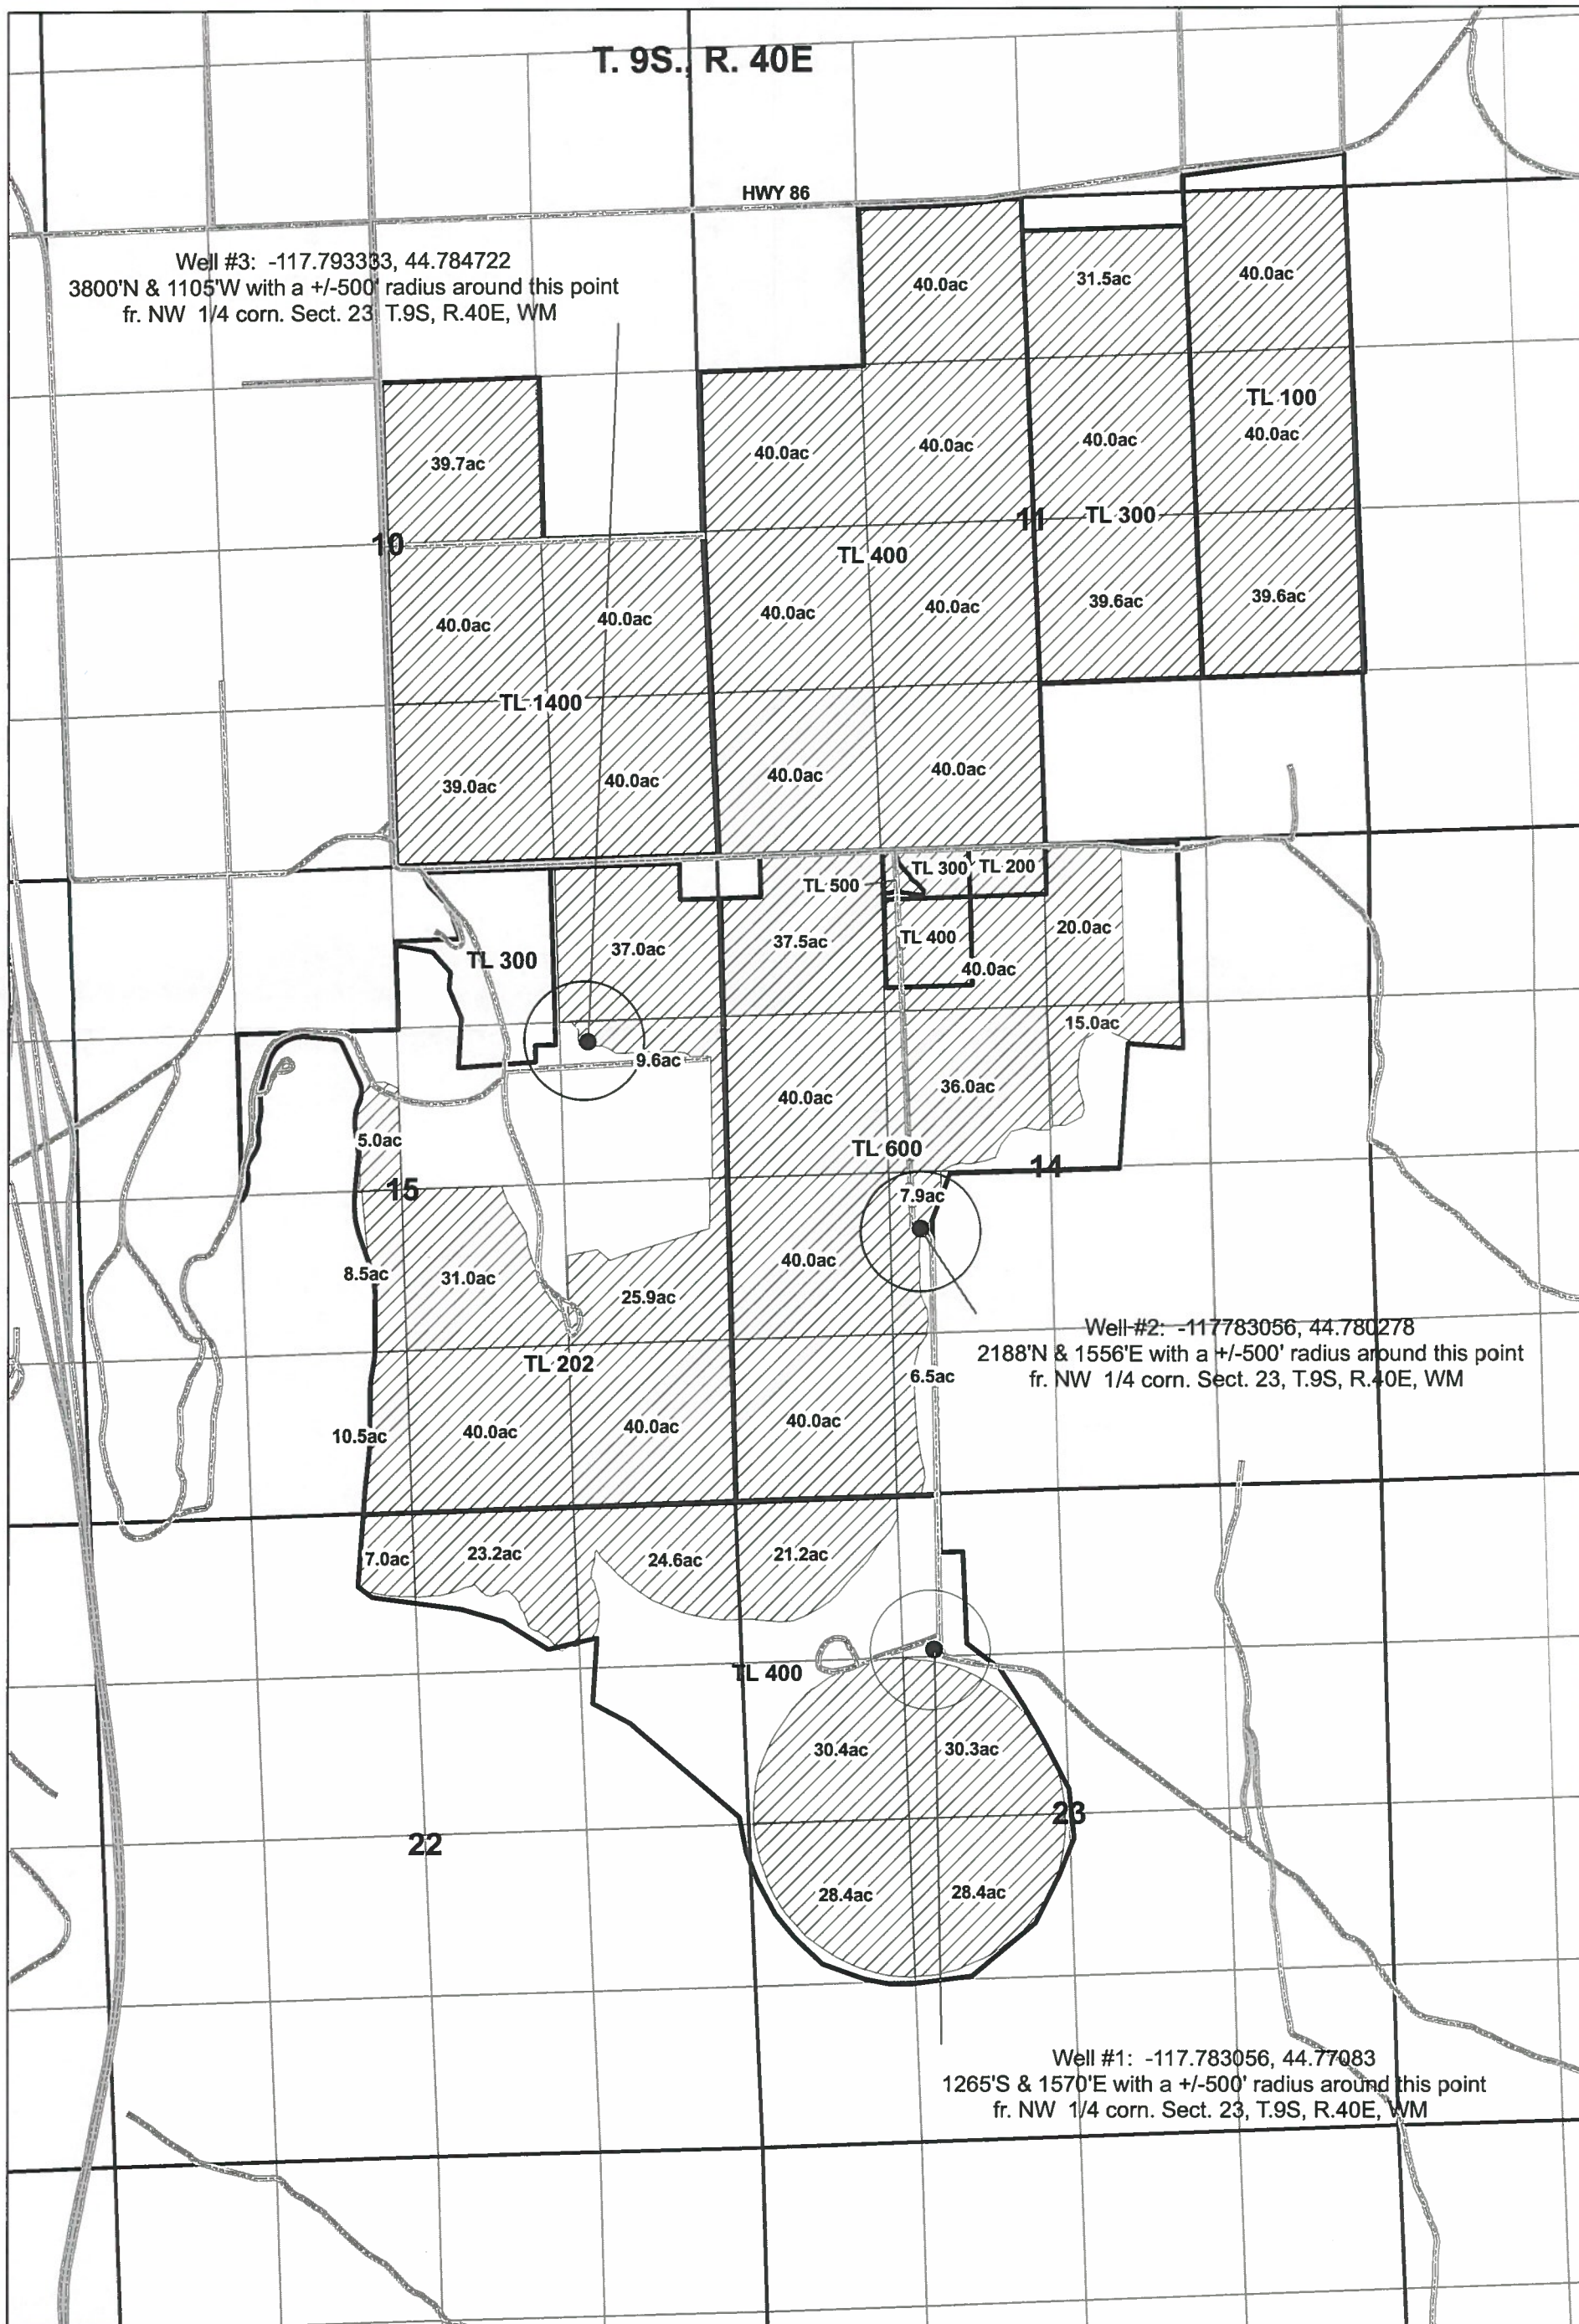 T. 9S., R. 40E
HWY 86
Well #3: -117.793333, 44.784722
3800'N & 1105'W with a +/-500' radius around this point
fr. NW 1/4 corn. Sect. 23, T.9S, R.40E, WM
40.0ac
31.5ac
40.0ac
TL 100
39.7ac
40.0ac
40.0ac
40.0ac
40.0ac
10
11
TL 300
TL 400
40.0ac
40.0ac
40.0ac
40.0ac
39.6ac
39.6ac
TL 1400
39.0ac
40.0ac
40.0ac
40.0ac
TL 300
TL 200
TL 500
TL 300
37.0ac
37.5ac
TL 400
40.0ac
20.0ac
15.0ac
9.6ac
40.0ac
36.0ac
5.0ac
TL 600
14
15
7.9ac
8.5ac
31.0ac
25.9ac
40.0ac
Well #2: -117783056, 44.780278
2188'N & 1556'E with a +/-500' radius around this point
fr. NW 1/4 corn. Sect. 23, T.9S, R.40E, WM
TL 202
6.5ac
10.5ac
40.0ac
40.0ac
40.0ac
7.0ac
23.2ac
24.6ac
21.2ac
TL 400
30.4ac
30.3ac
23
22
28.4ac
28.4ac
Well #1: -117.783056, 44.77083
1265'S & 1570'E with a +/-500' radius around this point
fr. NW 1/4 corn. Sect. 23, T.9S, R.40E, WM